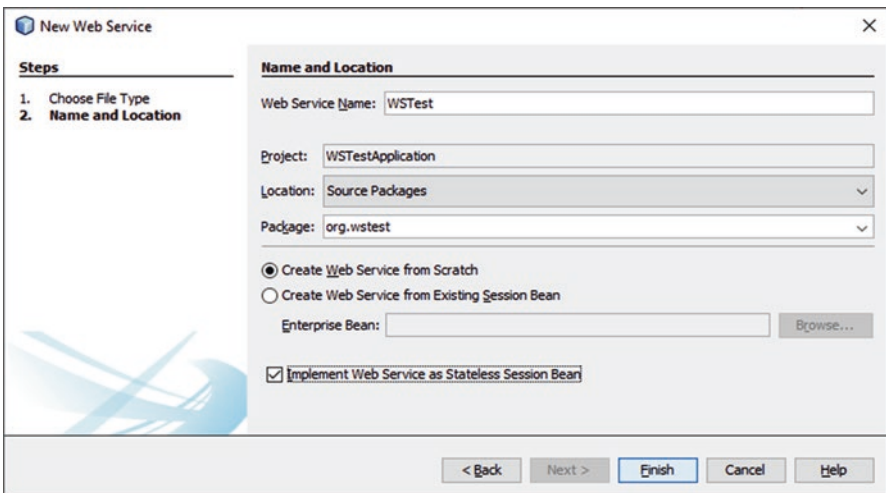 New Web Service
Steps
1. Choose File Type
2. Name and Location
Name and Location
Web Service Name: WSTest
Project: WSTestApplication
Location: Source Packages
Package: org.wstest
Create Web Service from Scratch
Create Web Service from Existing Session Bean
Enterprise Bean: Browse...
Implement Web Service as Stateless Session Bean
< Back Next > Finish Cancel Help